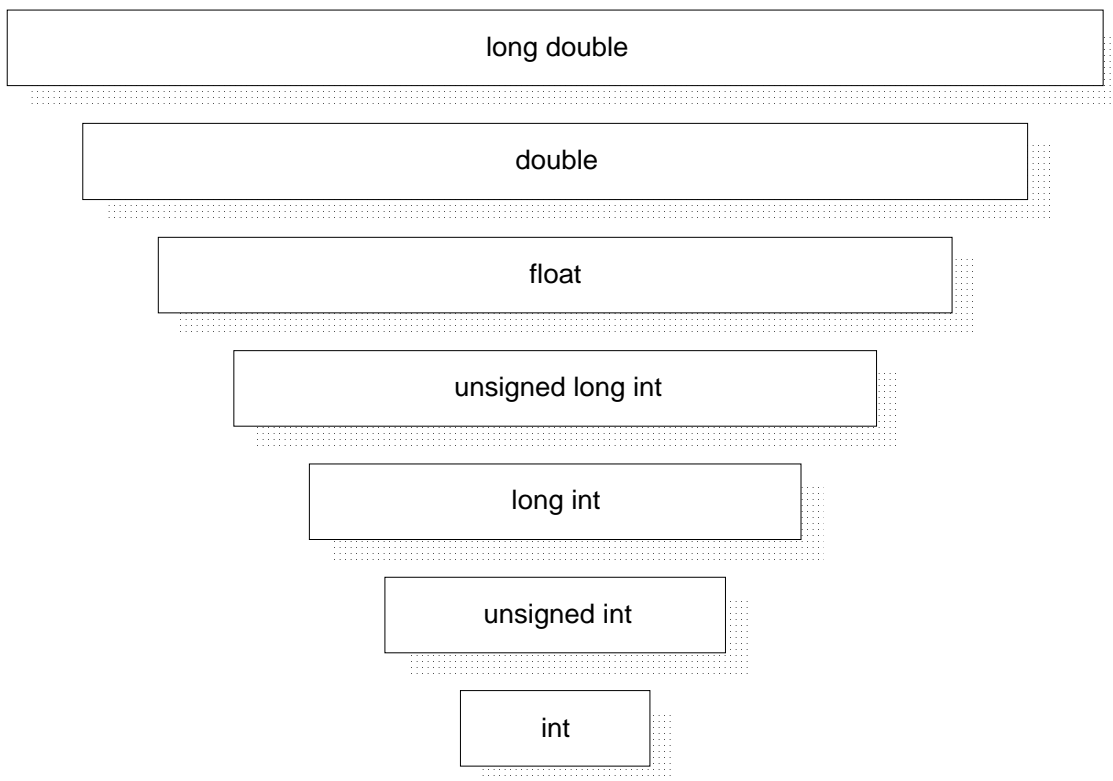 long double
double
float
unsigned long int
long int
unsigned int
int